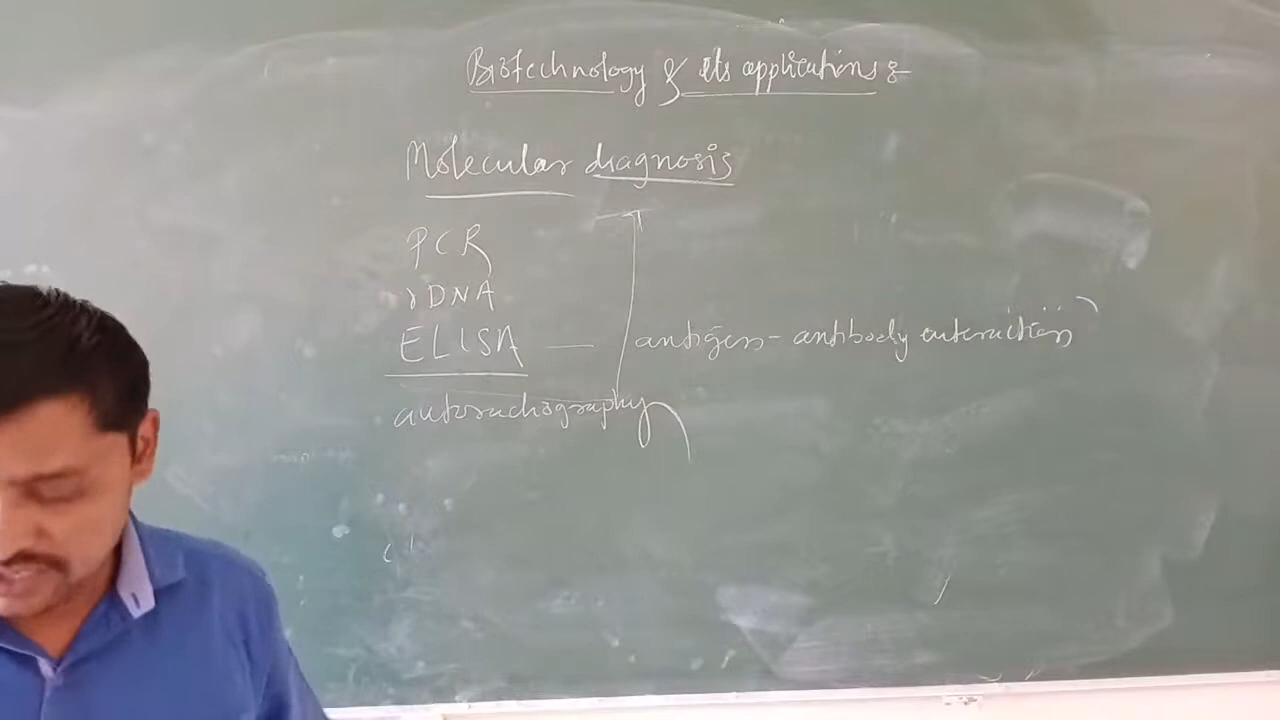 Biotechnology & its applications :-
Molecular diagnosis
PCR
rDNA
ELISA — antigen - antibody interaction
autoradiography